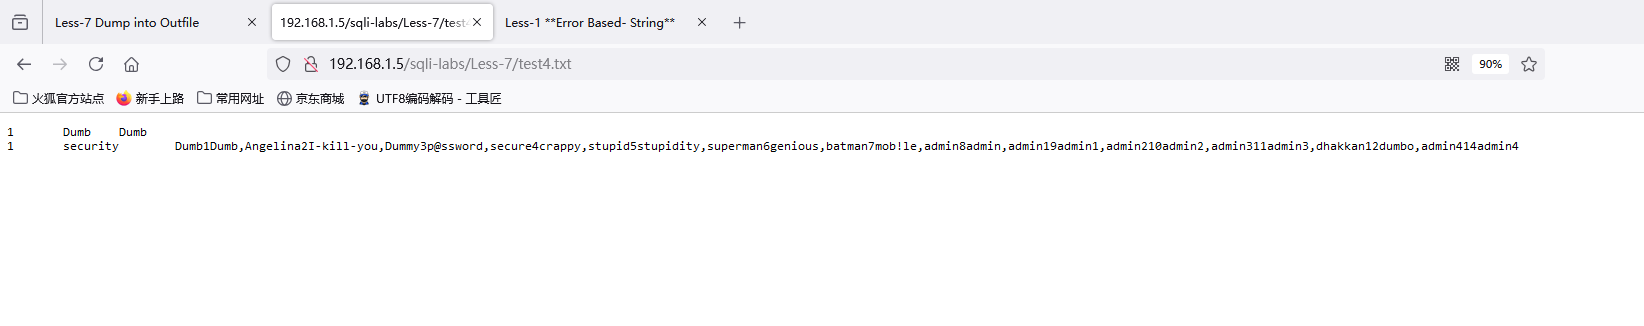 Less-7 Dump into Outfile
192.168.1.5/sqli-labs/Less-7/test4
Less-1 **Error Based- String**
192.168.1.5/sqli-labs/Less-7/test4.txt
90%
火狐官方站点 新手上路 常用网址 京东商城 UTF8编码解码 - 工具匠
1 Dumb Dumb
1 security Dumb1Dumb,Angelina2I-kill-you,Dummy3p@ssword,secure4crappy,stupid5stupidity,superman6genious,batman7mob!le,admin8admin,admin19admin1,admin210admin2,admin311admin3,dhakkan12dumbo,admin414admin4